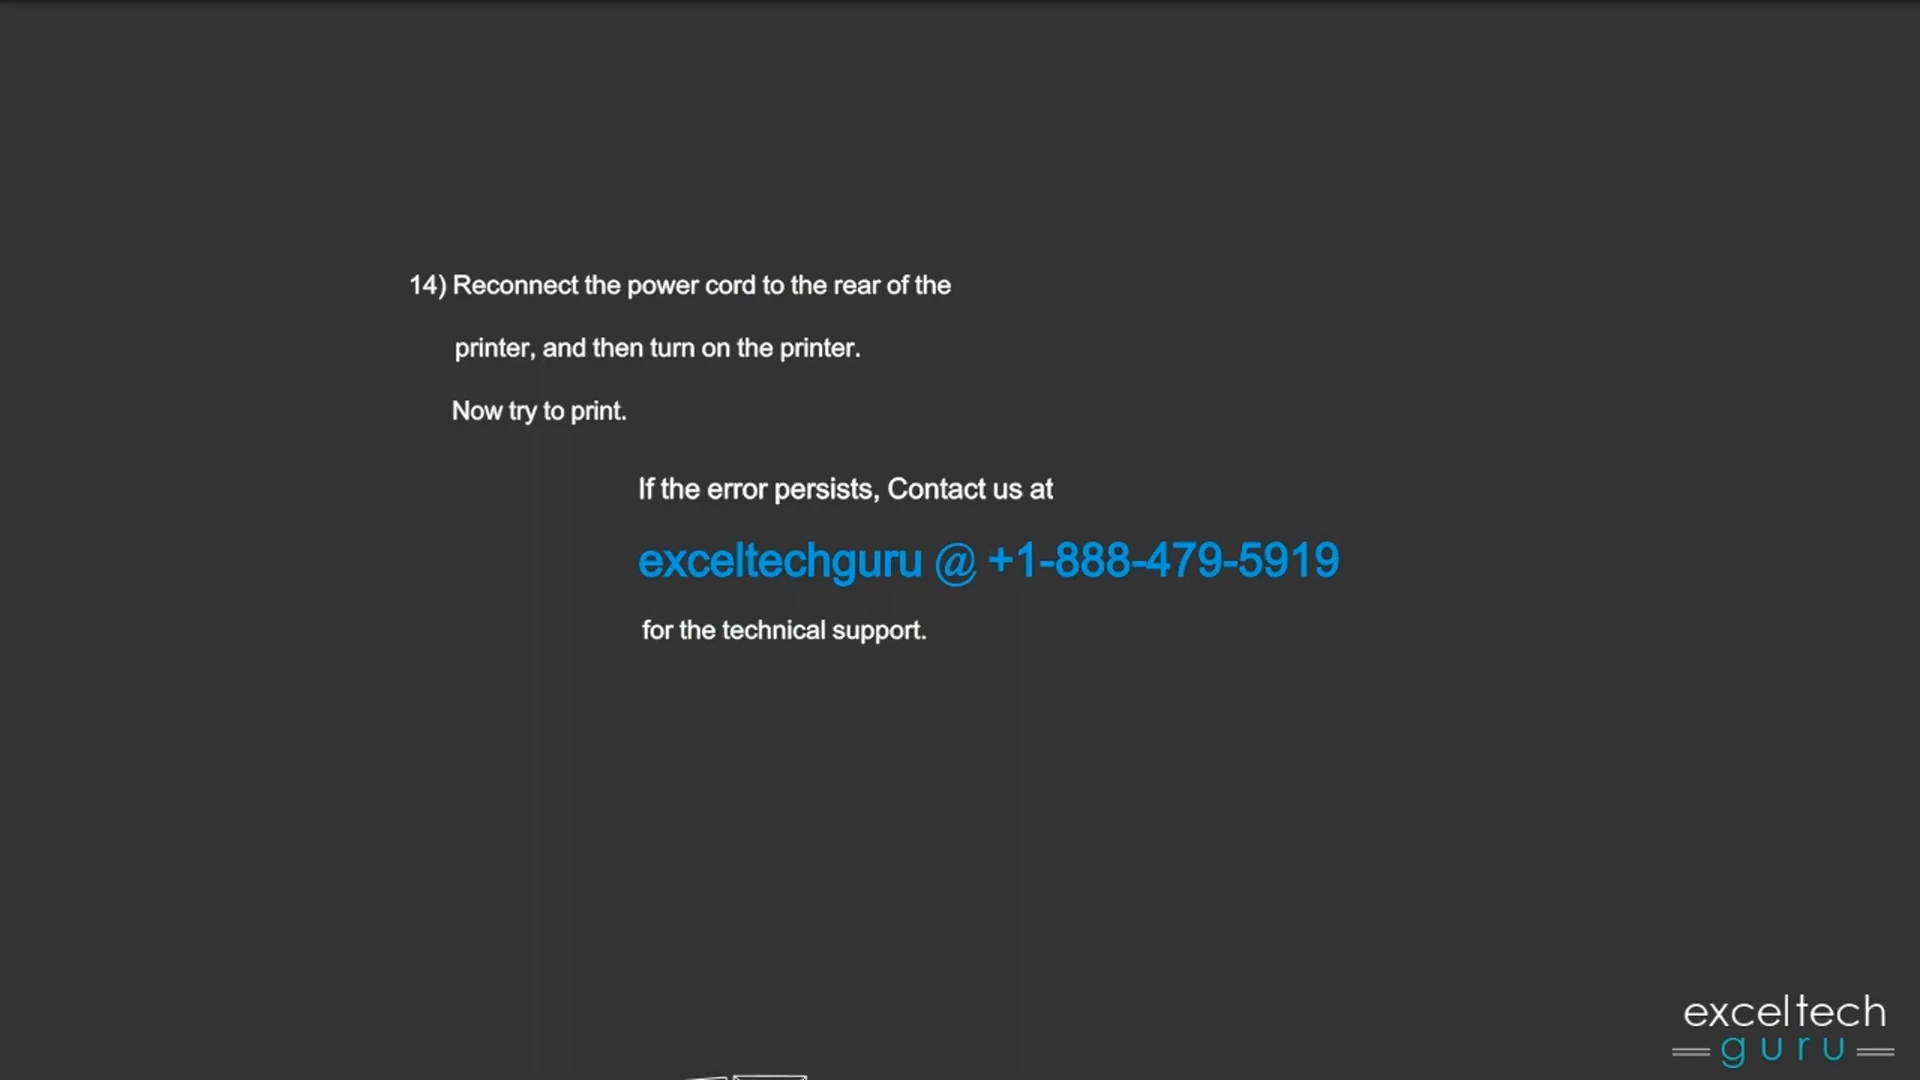 14) Reconnect the power cord to the rear of the
printer, and then turn on the printer.
Now try to print.
If the error persists, Contact us at
exceltechguru @ +1-888-479-5919
for the technical support.
exceltech
guru